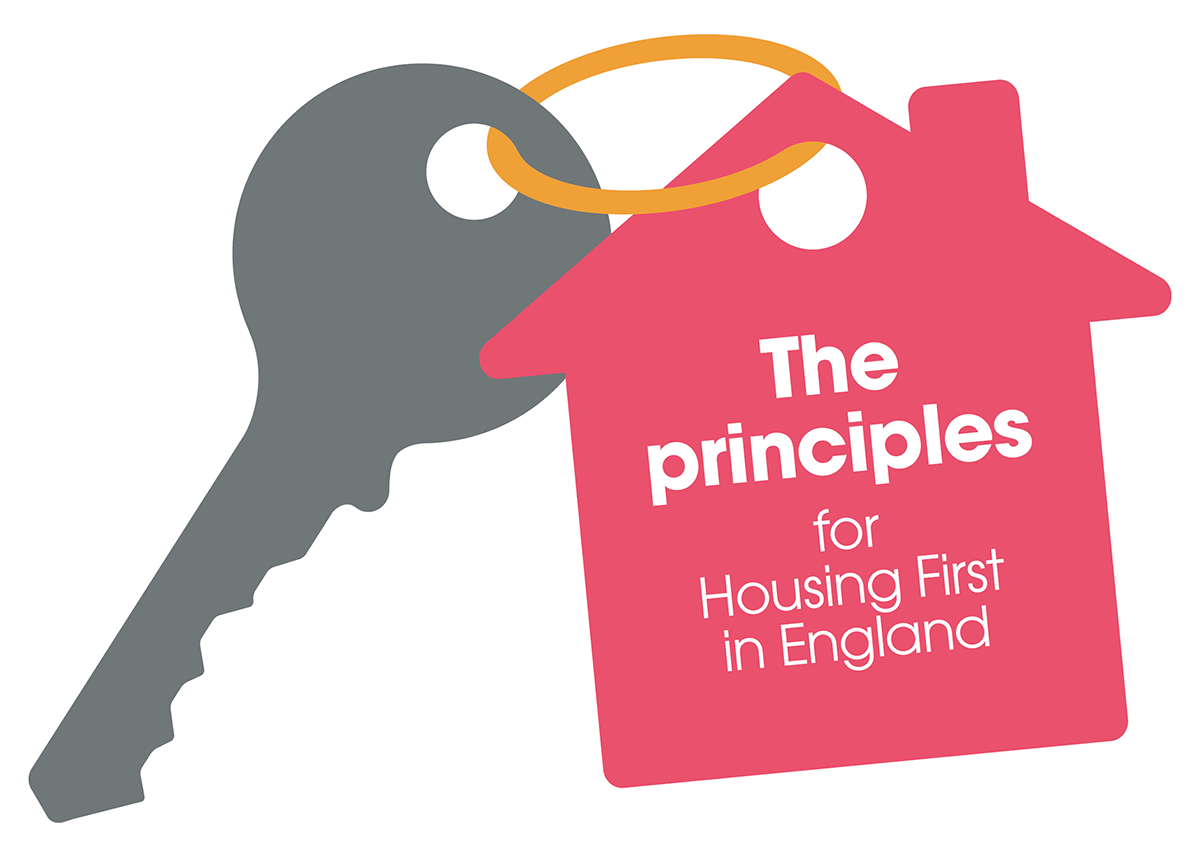 The
principles
for
Housing First
in England